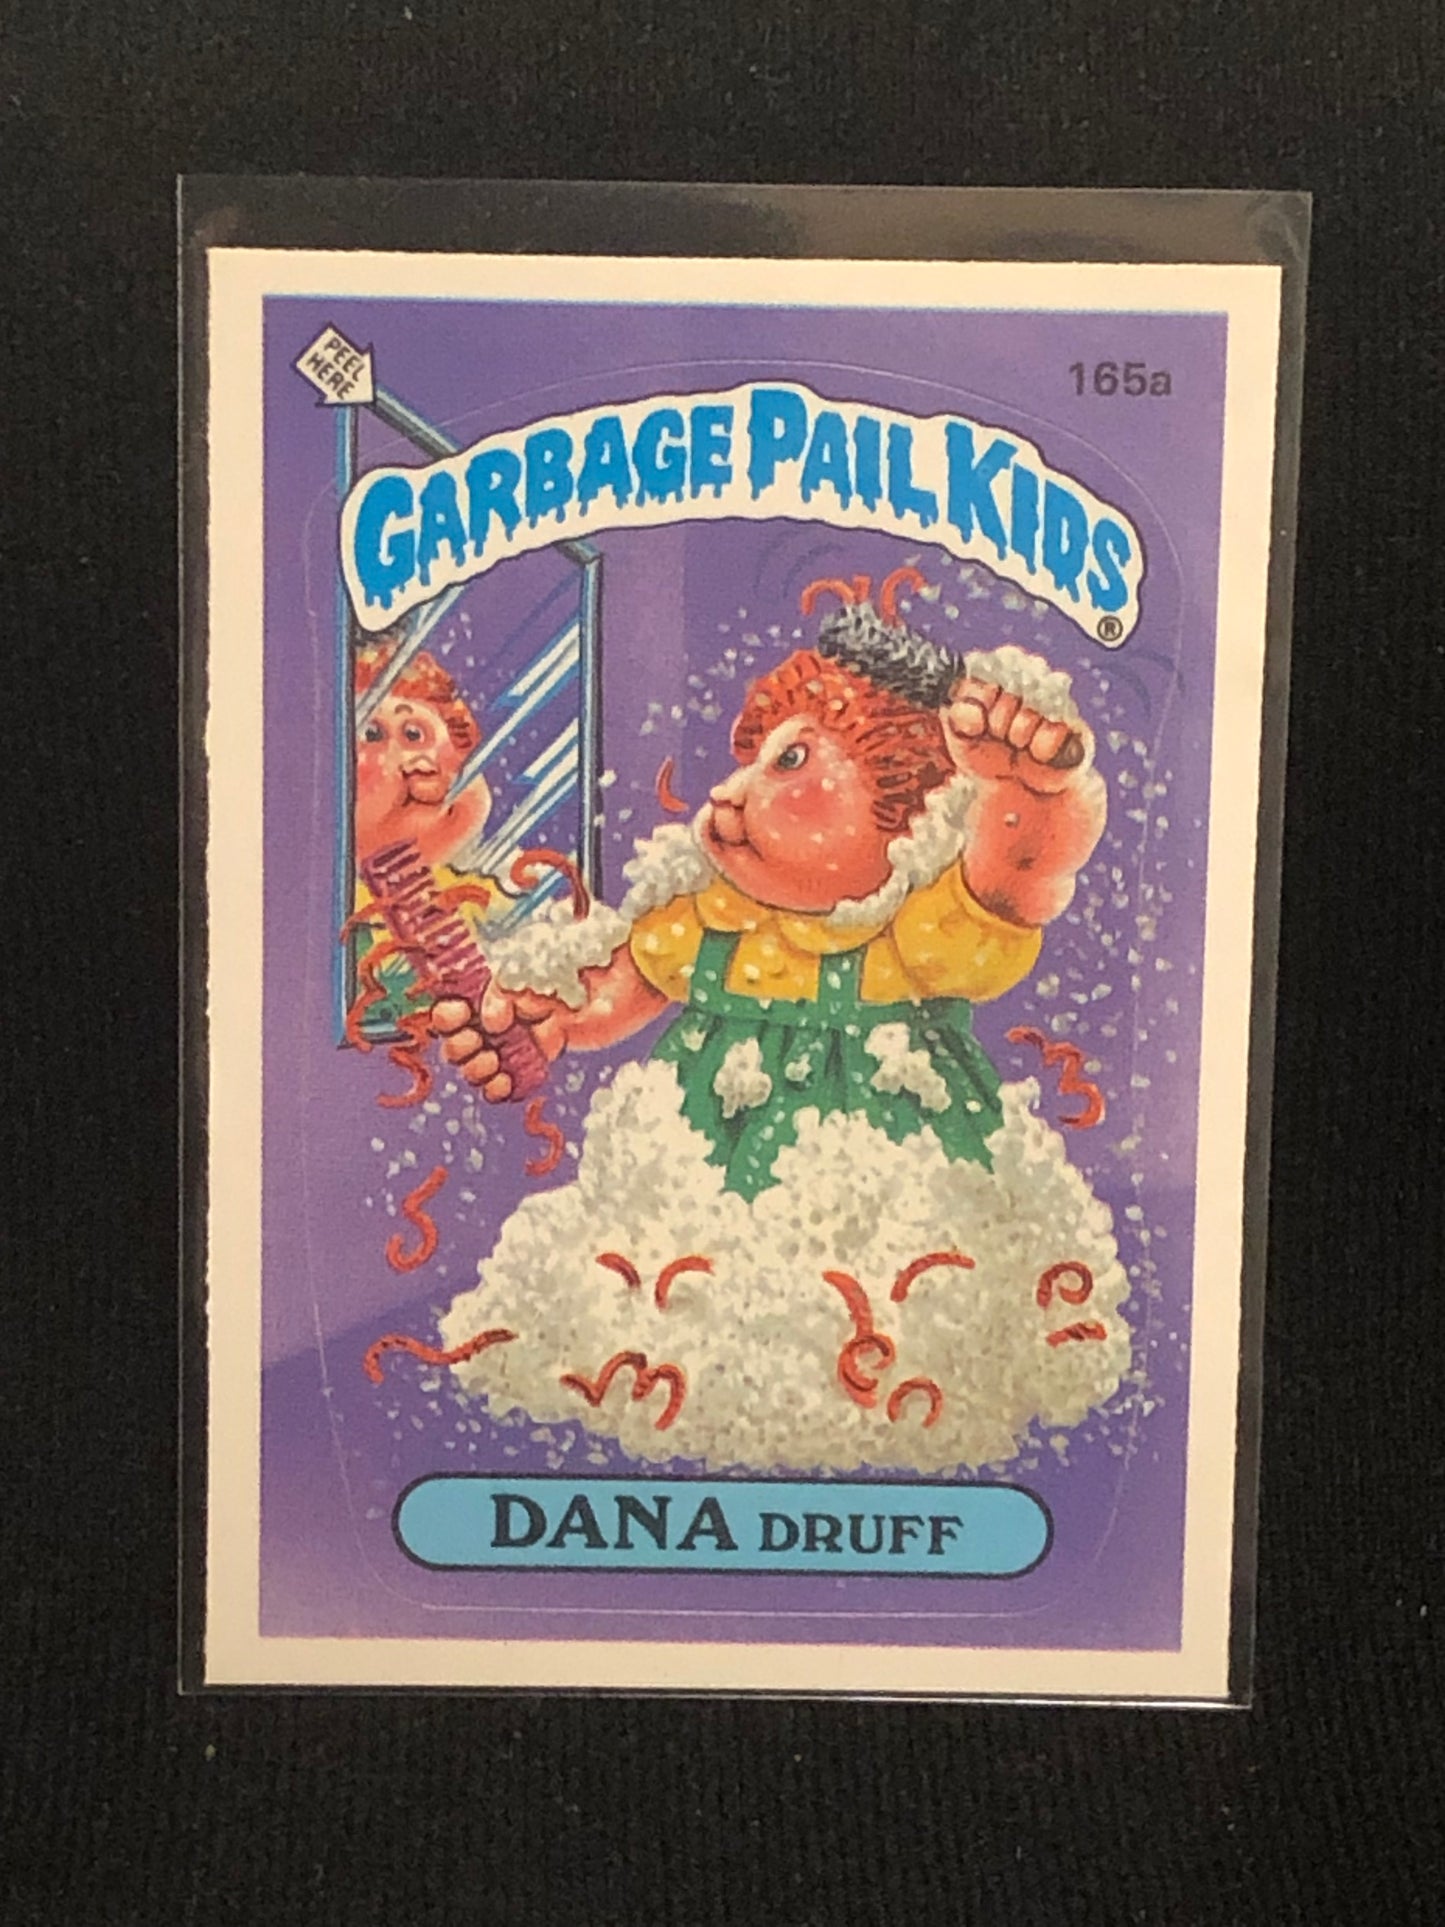 PEEL
HERE
165a
GARBAGE PAIL KIDS
®
DANA DRUFF